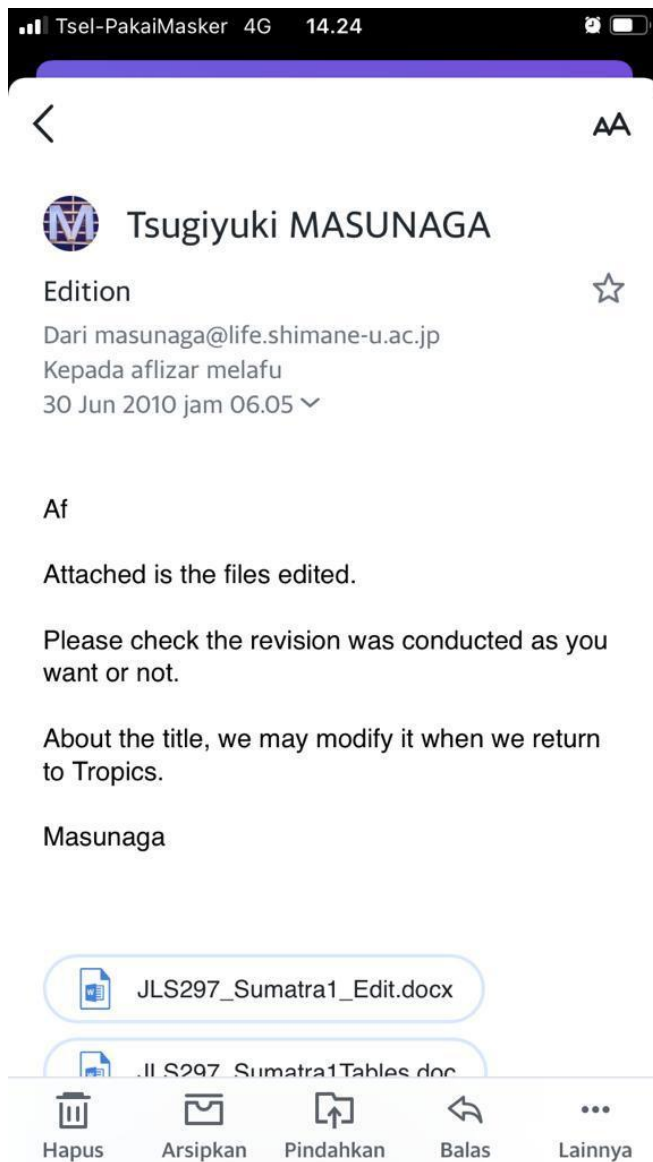 Tsel-PakaiMasker 4G 14.24
AA
M Tsugiyuki MASUNAGA
Edition
Dari masunaga@life.shimane-u.ac.jp
Kepada aflizar melafu
30 Jun 2010 jam 06.05
Af
Attached is the files edited.
Please check the revision was conducted as you
want or not.
About the title, we may modify it when we return
to Tropics.
Masunaga
JLS297_Sumatra1_Edit.docx
JLS297_Sumatra1Tables.doc
Hapus Arsipkan Pindahkan Balas Lainnya